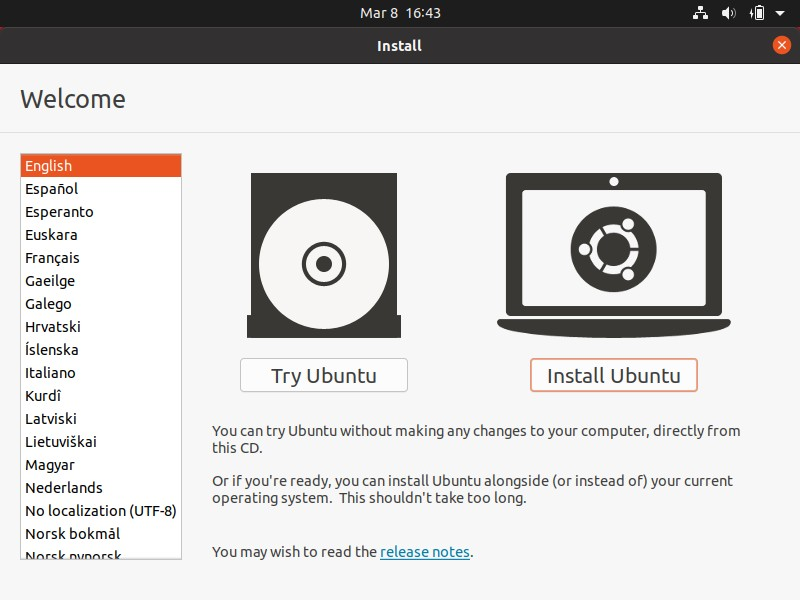 Mar 8 16:43
Install
Welcome
English
Español
Esperanto
Euskara
Français
Gaeilge
Galego
Hrvatski
Íslenska
Italiano
Kurdî
Latviski
Lietuviškai
Magyar
Nederlands
No localization (UTF-8)
Norsk bokmål
Norsk nynorsk
Try Ubuntu
Install Ubuntu
You can try Ubuntu without making any changes to your computer, directly from
this CD.
Or if you're ready, you can install Ubuntu alongside (or instead of) your current
operating system. This shouldn't take too long.
You may wish to read the release notes.